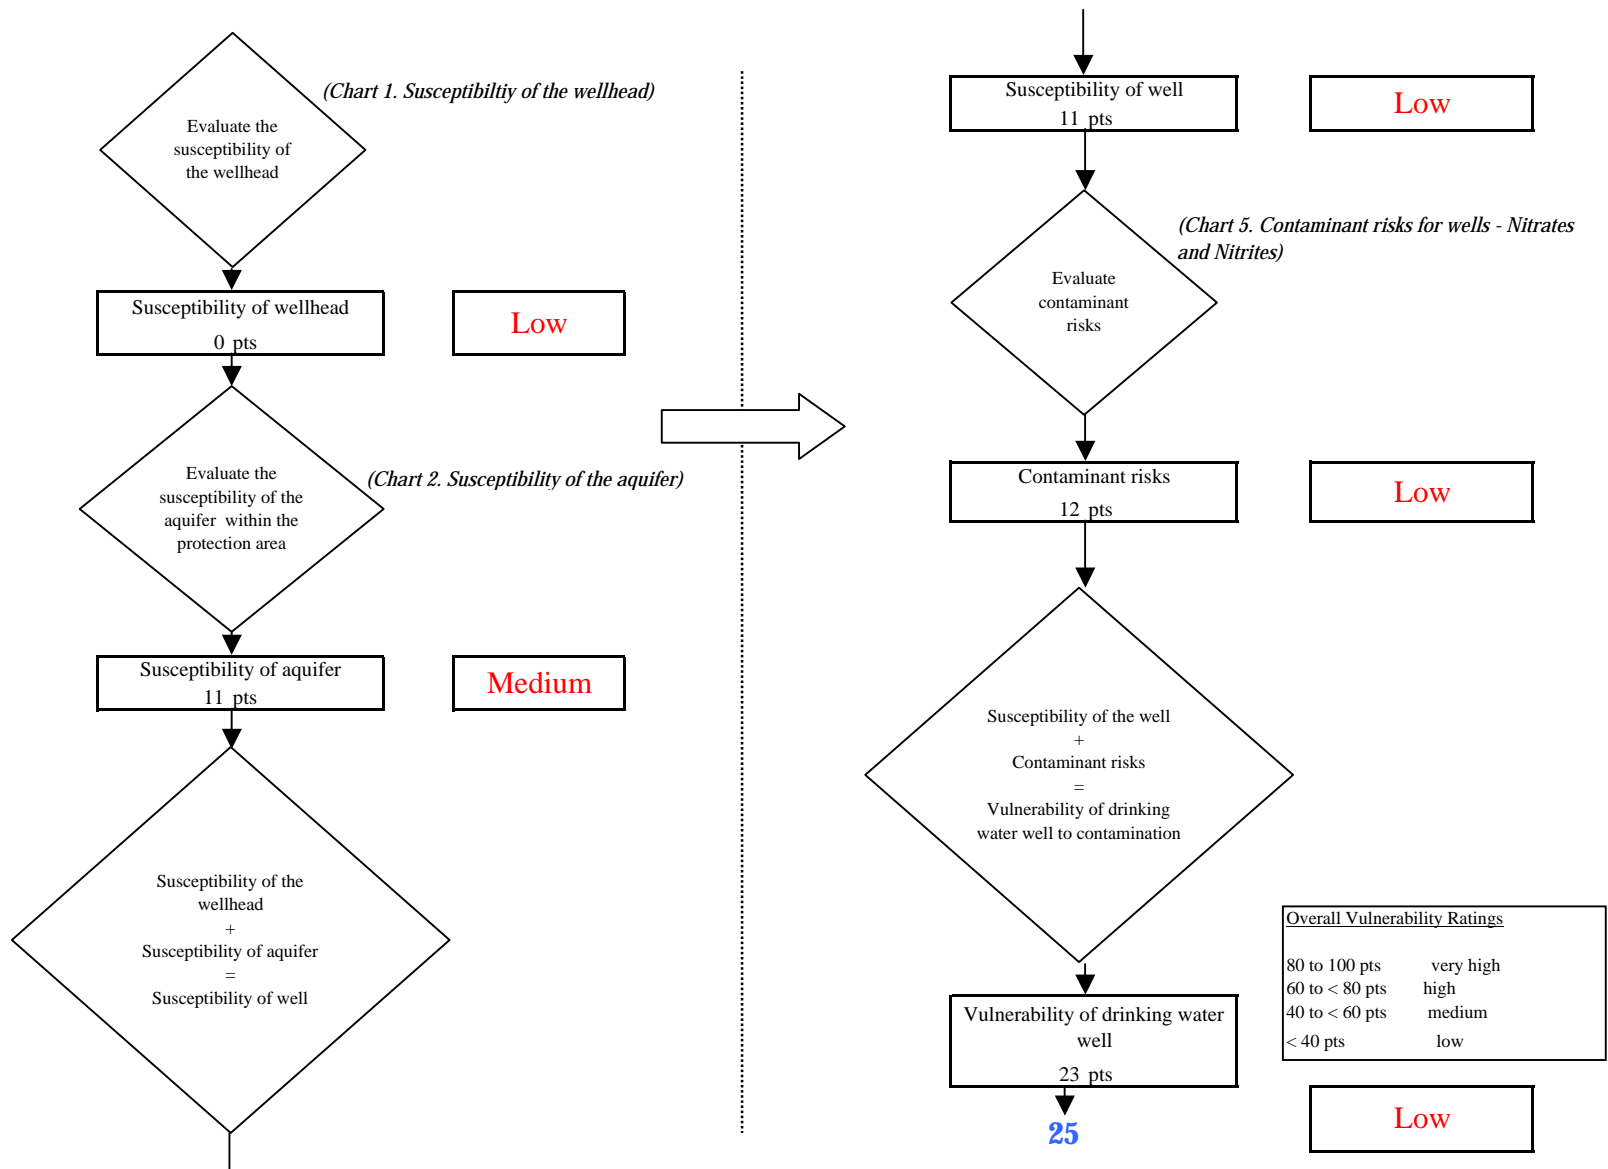 (Chart 1. Susceptibiltiy of the wellhead)
Evaluate the
susceptibility of
the wellhead
Susceptibility of wellhead
0 pts
Low
Evaluate the
susceptibility of the
aquifer within the
protection area
(Chart 2. Susceptibility of the aquifer)
Susceptibility of aquifer
11 pts
Medium
Susceptibility of the
wellhead
+
Susceptibility of aquifer
=
Susceptibility of well
Susceptibility of well
11 pts
Low
(Chart 5. Contaminant risks for wells - Nitrates
and Nitrites)
Evaluate
contaminant
risks
Contaminant risks
12 pts
Low
Susceptibility of the well
+
Contaminant risks
=
Vulnerability of drinking
water well to contamination
Overall Vulnerability Ratings
80 to 100 pts very high
60 to < 80 pts high
40 to < 60 pts medium
< 40 pts low
Vulnerability of drinking water
well
23 pts
25
Low